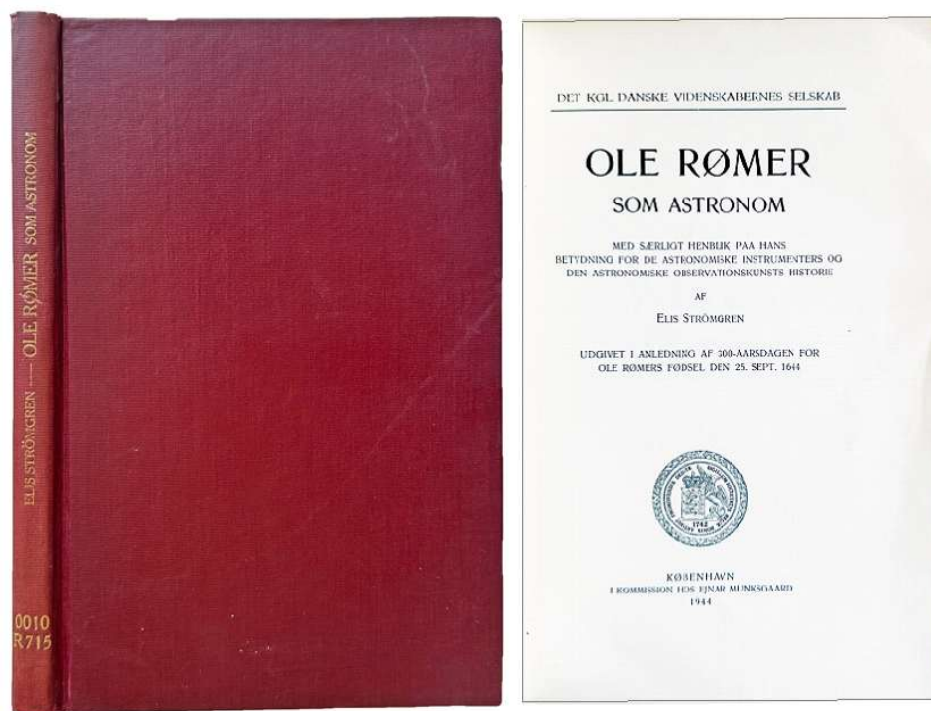 ELIS STRÖMGREN — OLE RØMER SOM ASTRONOM
0010
R715
DET KGL. DANSKE VIDENSKABERNES SELSKAB
OLE RØMER
SOM ASTRONOM
MED SÆRLIGT HENBLIK PAA HANS
BETYDNING FOR DE ASTRONOMISKE INSTRUMENTERS OG
DEN ASTRONOMISKE OBSERVATIONSKUNSTS HISTORIE
AF
ELIS STRÖMGREN
UDGIVET I ANLEDNING AF 300-AARSDAGEN FOR
OLE RØMERS FØDSEL DEN 25. SEPT. 1644
1742
KØBENHAVN
I KOMMISSION HOS EJNAR MUNKSGAARD
1944